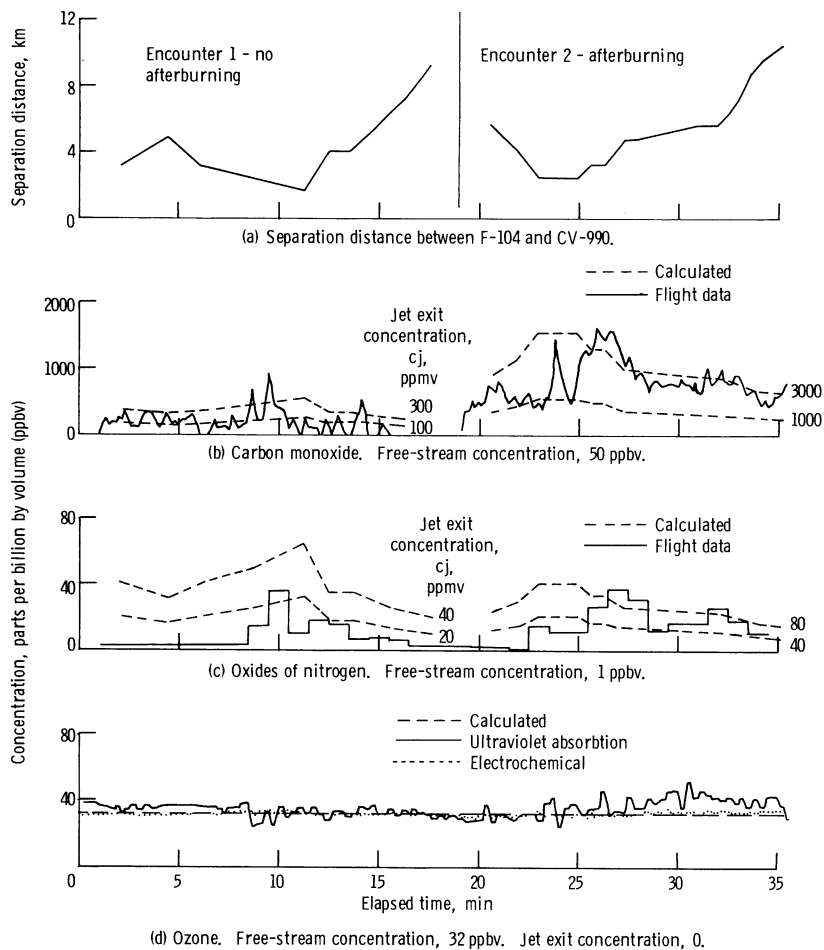 12
8
4
0
Separation distance, km
Encounter 1 - no
afterburning
Encounter 2 - afterburning
(a) Separation distance between F-104 and CV-990.
Calculated
Flight data
2000
1000
0
Jet exit
concentration,
cj,
ppmv
300
100
3000
1000
(b) Carbon monoxide. Free-stream concentration, 50 ppbv.
Concentration, parts per billion by volume (ppbv)
80
40
0
Jet exit
concentration,
cj,
ppmv
40
20
Calculated
Flight data
80
40
(c) Oxides of nitrogen. Free-stream concentration, 1 ppbv.
Calculated
Ultraviolet absorbtion
Electrochemical
80
40
0 5 10 15 20 25 30 35
Elapsed time, min
(d) Ozone. Free-stream concentration, 32 ppbv. Jet exit concentration, 0.